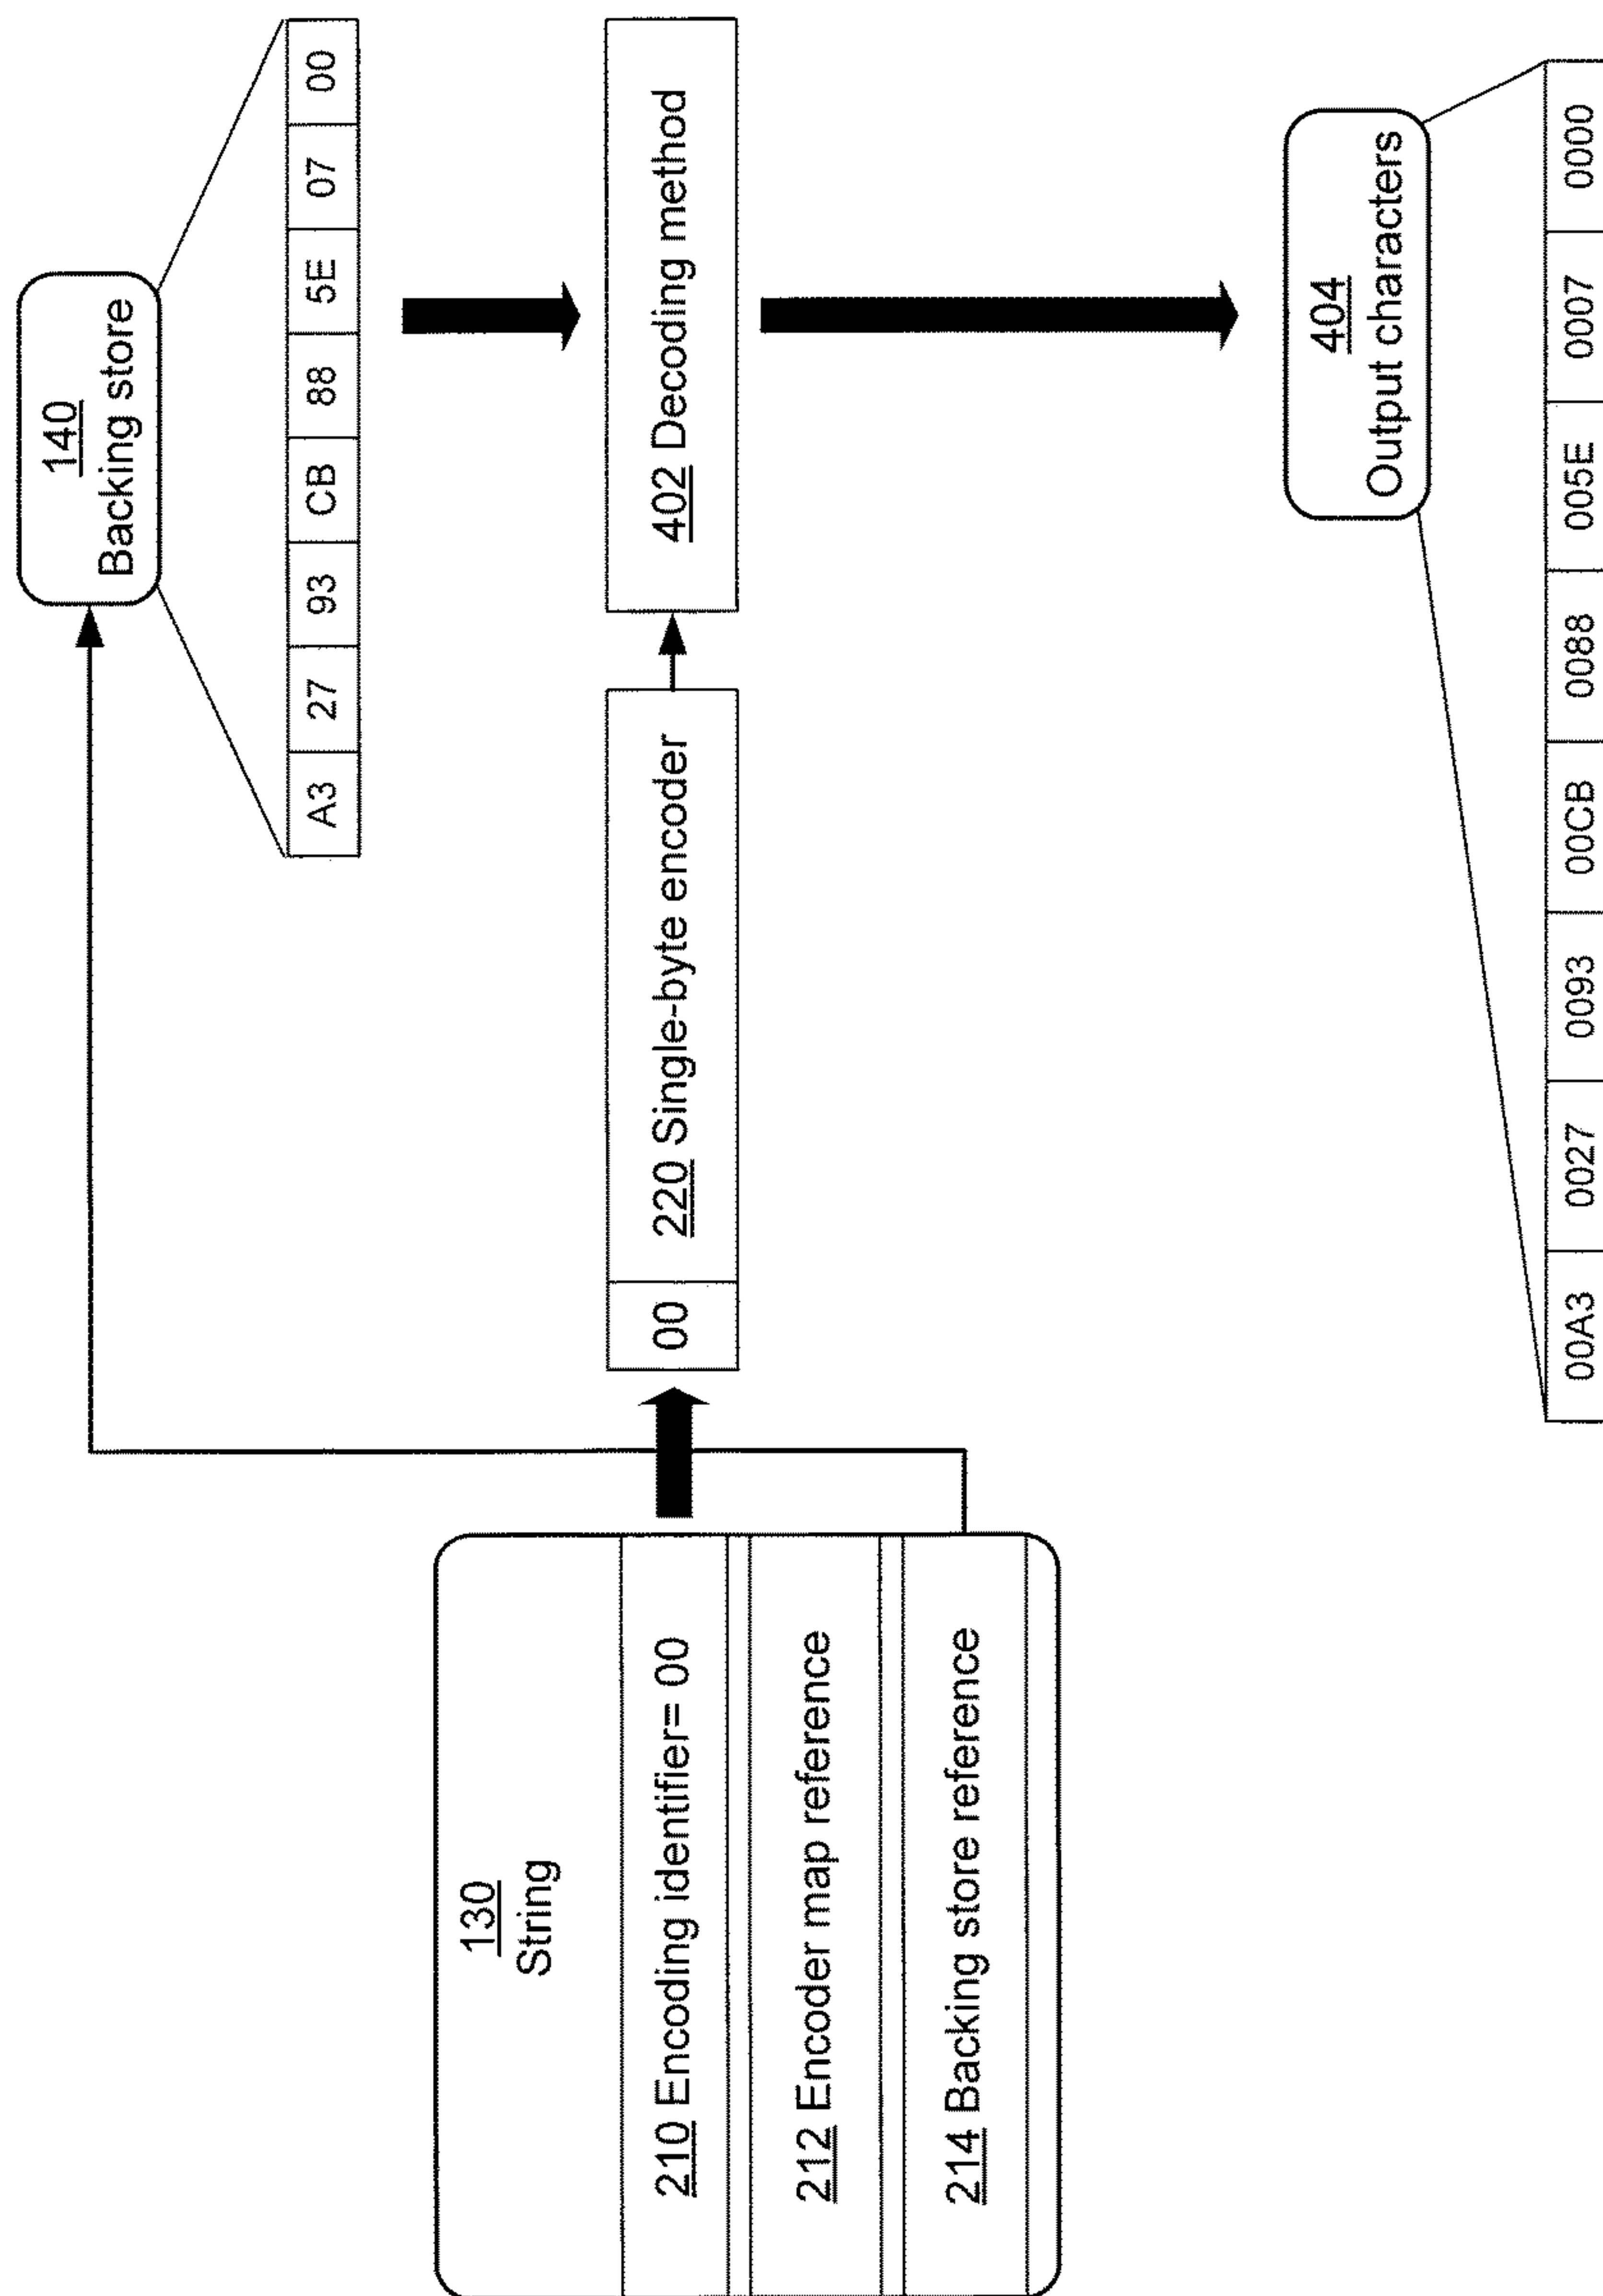 130
String
210 Encoding identifier= 00
212 Encoder map reference
214 Backing store reference
140
Backing store
A3 27 93 CB 88 5E 07 00
00 220 Single-byte encoder
402 Decoding method
404
Output characters
00A3 0027 0093 00CB 0088 005E 0007 0000